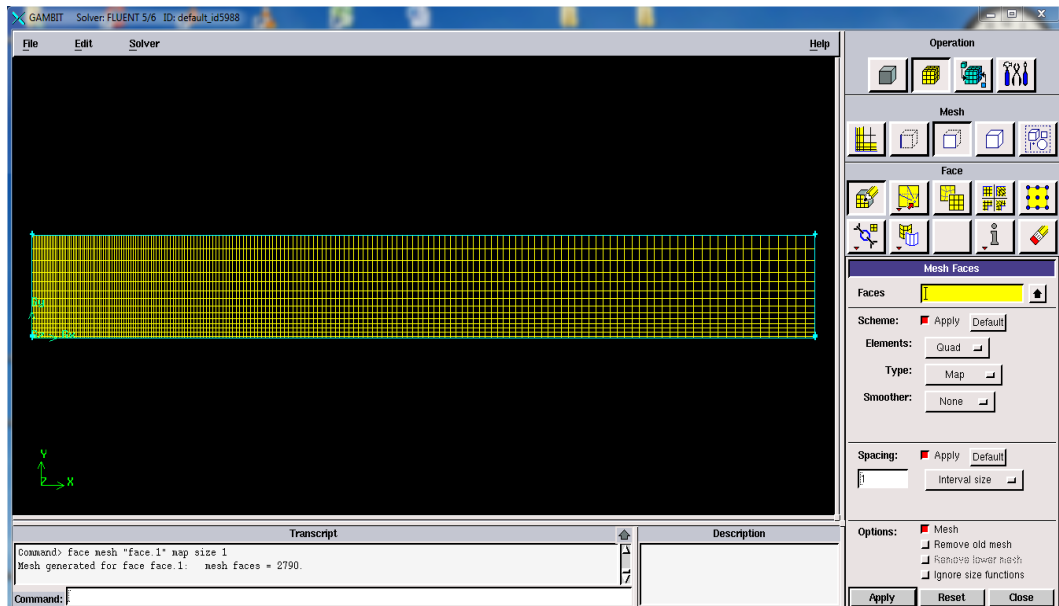 GAMBIT Solver: FLUENT 5/6 ID: default_id5988
File Edit Solver Help
Operation
Mesh
Face
Mesh Faces
Faces
Scheme: Apply Default
Elements: Quad
Type: Map
Smoother: None
Spacing: Apply Default
1 Interval size
Options: Mesh
Remove old mesh
Remove lower mesh
Ignore size functions
Apply Reset Close
Y
Z X
Transcript
Command> face mesh "face.1" map size 1
Mesh generated for face face.1: mesh faces = 2790.
Command:
Description